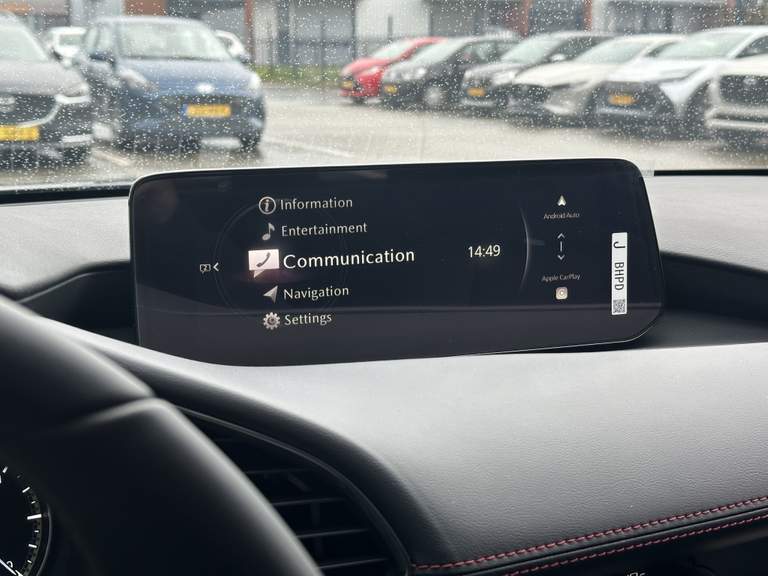 Information
Entertainment
Communication
14:49
Navigation
Settings
Android Auto
Apple CarPlay
J BHPD